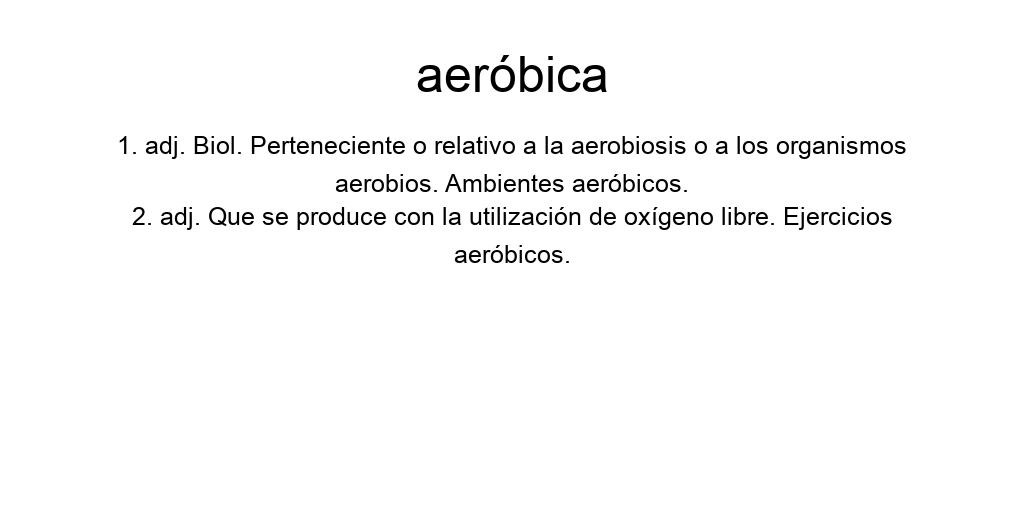 aeróbica
1. adj. Biol. Perteneciente o relativo a la aerobiosis o a los organismos
aerobios. Ambientes aeróbicos.
2. adj. Que se produce con la utilización de oxígeno libre. Ejercicios
aeróbicos.